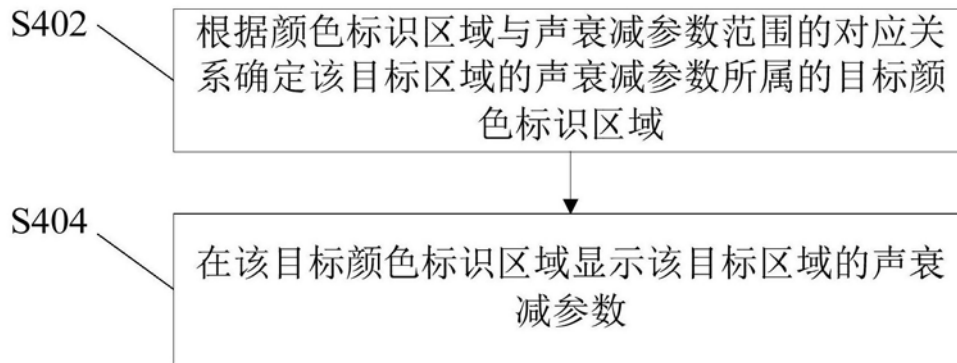 S402
根据颜色标识区域与声衰减参数范围的对应关
系确定该目标区域的声衰减参数所属的目标颜
色标识区域
S404
在该目标颜色标识区域显示该目标区域的声衰
减参数